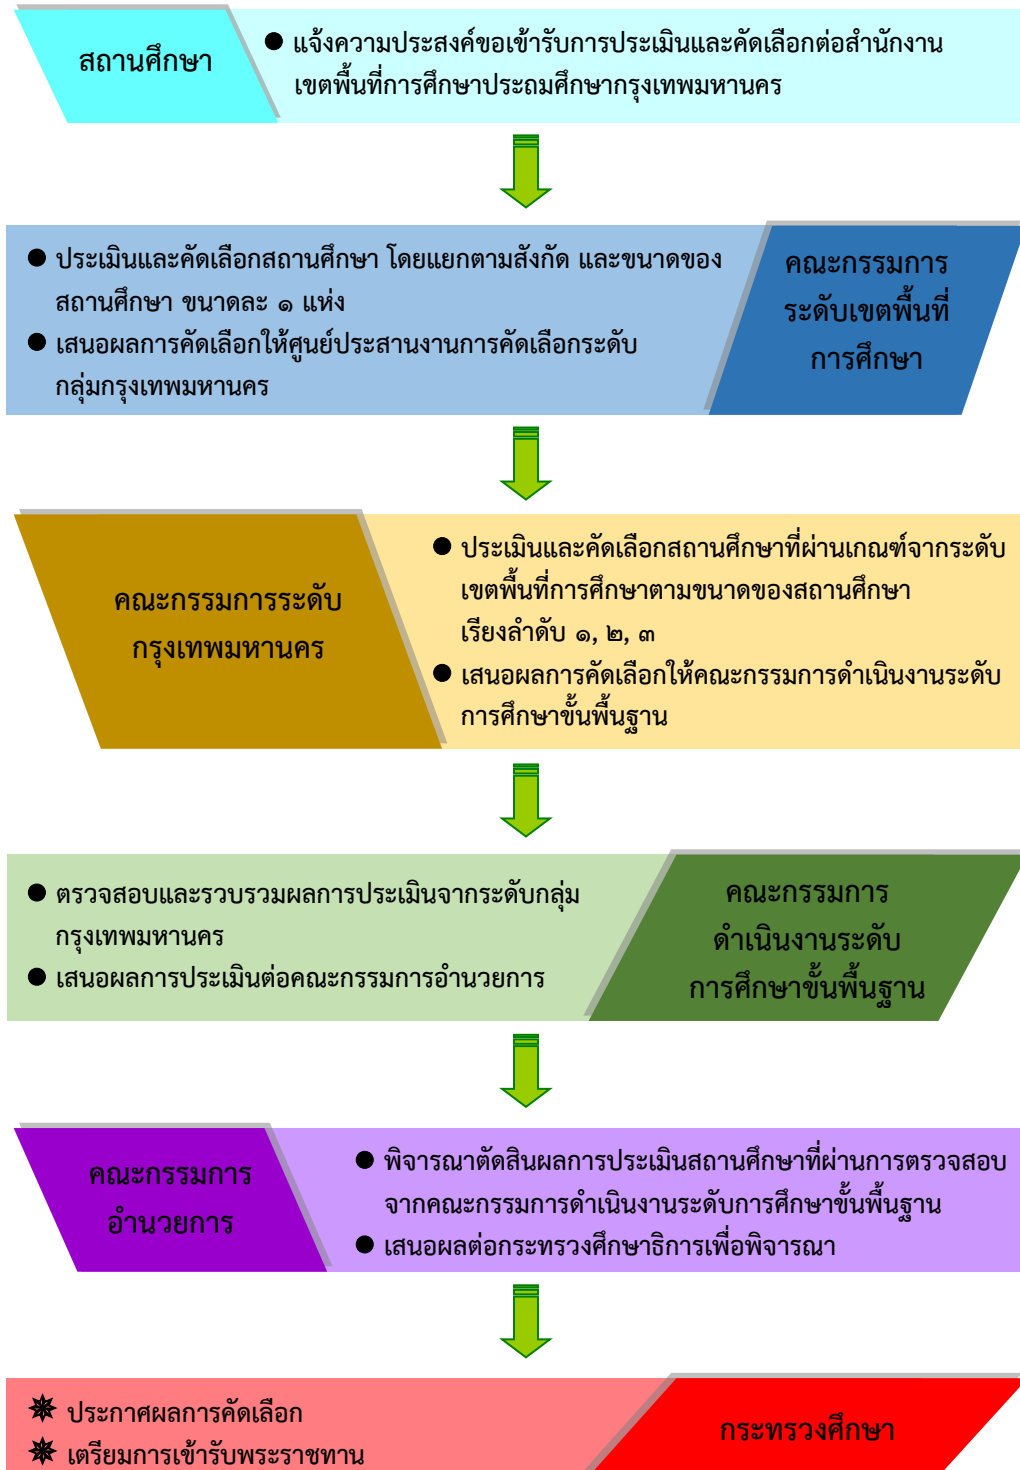 สถานศึกษา
● แจ้งความประสงค์ขอเข้ารับการประเมินและคัดเลือกต่อสำนักงาน
เขตพื้นที่การศึกษาประถมศึกษากรุงเทพมหานคร
● ประเมินและคัดเลือกสถานศึกษา โดยแยกตามสังกัด และขนาดของ
สถานศึกษา ขนาดละ ๑ แห่ง
● เสนอผลการคัดเลือกให้ศูนย์ประสานงานการคัดเลือกระดับ
กลุ่มกรุงเทพมหานคร
คณะกรรมการ
ระดับเขตพื้นที่
การศึกษา
คณะกรรมการระดับ
กรุงเทพมหานคร
● ประเมินและคัดเลือกสถานศึกษาที่ผ่านเกณฑ์จากระดับ
เขตพื้นที่การศึกษาตามขนาดของสถานศึกษา
เรียงลำดับ ๑, ๒, ๓
● เสนอผลการคัดเลือกให้คณะกรรมการดำเนินงานระดับ
การศึกษาขั้นพื้นฐาน
● ตรวจสอบและรวบรวมผลการประเมินจากระดับกลุ่ม
กรุงเทพมหานคร
● เสนอผลการประเมินต่อคณะกรรมการอำนวยการ
คณะกรรมการ
ดำเนินงานระดับ
การศึกษาขั้นพื้นฐาน
คณะกรรมการ
อำนวยการ
● พิจารณาตัดสินผลการประเมินสถานศึกษาที่ผ่านการตรวจสอบ
จากคณะกรรมการดำเนินงานระดับการศึกษาขั้นพื้นฐาน
● เสนอผลต่อกระทรวงศึกษาธิการเพื่อพิจารณา
ประกาศผลการคัดเลือก
เตรียมการเข้ารับพระราชทาน
กระทรวงศึกษา